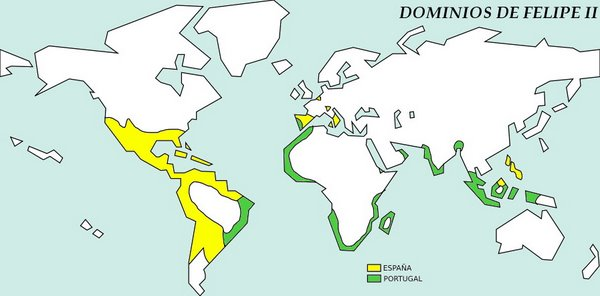 DOMINIOS DE FELIPE II
ESPAÑA
PORTUGAL